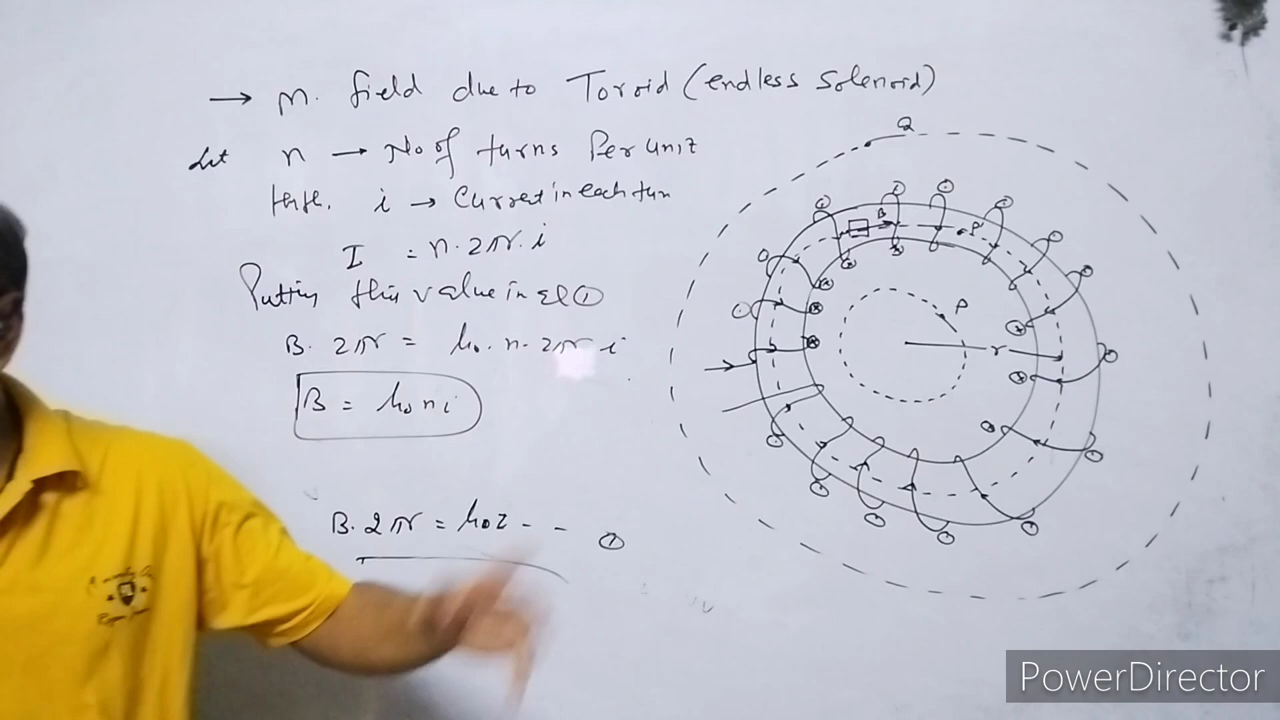 → M. field due to Toroid (endless Solenoid)
Let n → No of turns Per unit
i → Current in each turn
I = n. 2πr. i
Putting this value in eq ①
B. 2πr = μ₀. n. 2πr i
B = μ₀ni
B. 2πr = μ₀I - - ①
Q
B
P'
P
r
PowerDirector